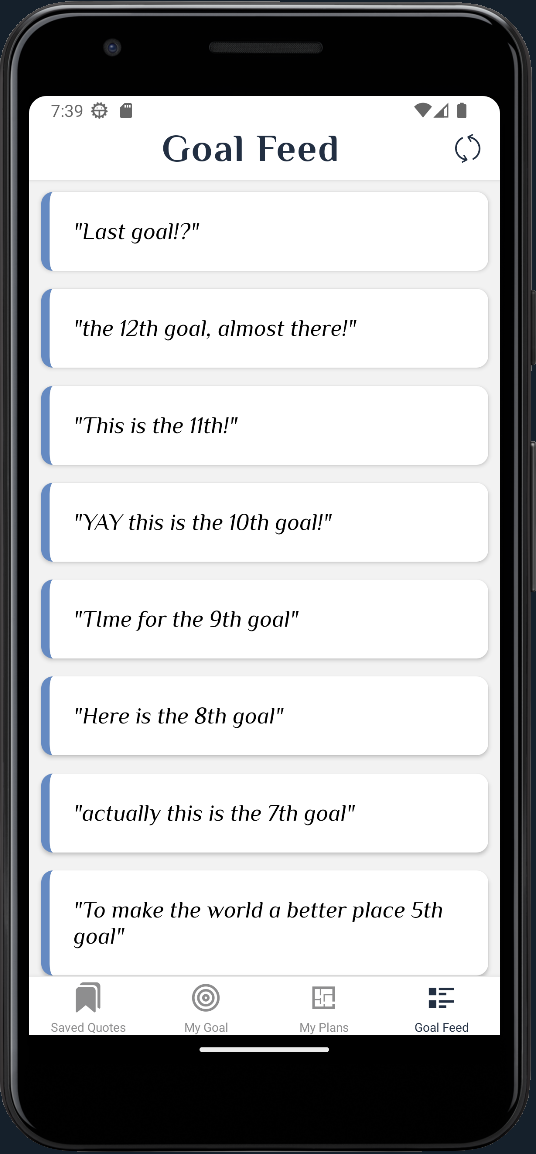 7:39
Goal Feed
"Last goal!?"
"the 12th goal, almost there!"
"This is the 11th!"
"YAY this is the 10th goal!"
"TIme for the 9th goal"
"Here is the 8th goal"
"actually this is the 7th goal"
"To make the world a better place 5th
goal"
Saved Quotes
My Goal
My Plans
Goal Feed